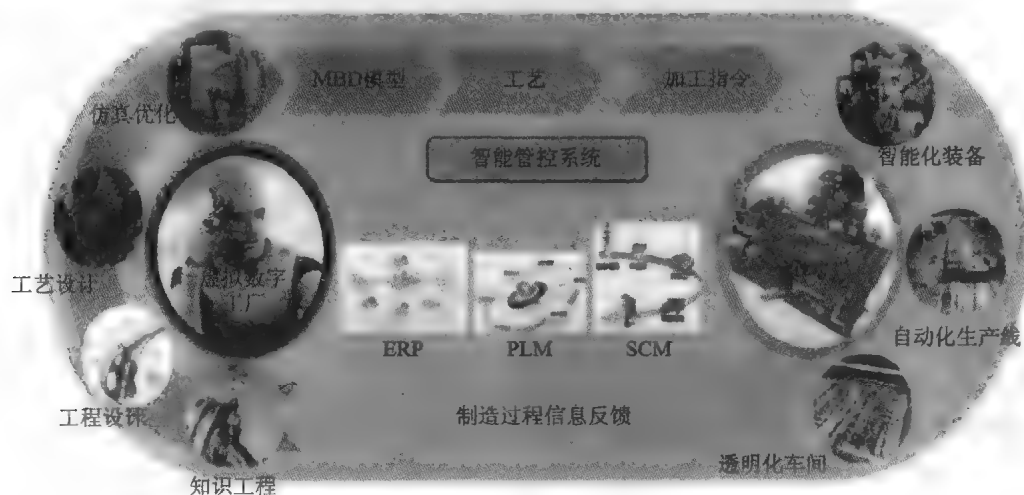 MBD模型
工艺
加工指令
仿真优化
智能管控系统
智能化装备
工艺设计
虚拟数字
工厂
ERP
PLM
SCM
自动化生产线
工程设计
制造过程信息反馈
透明化车间
知识工程